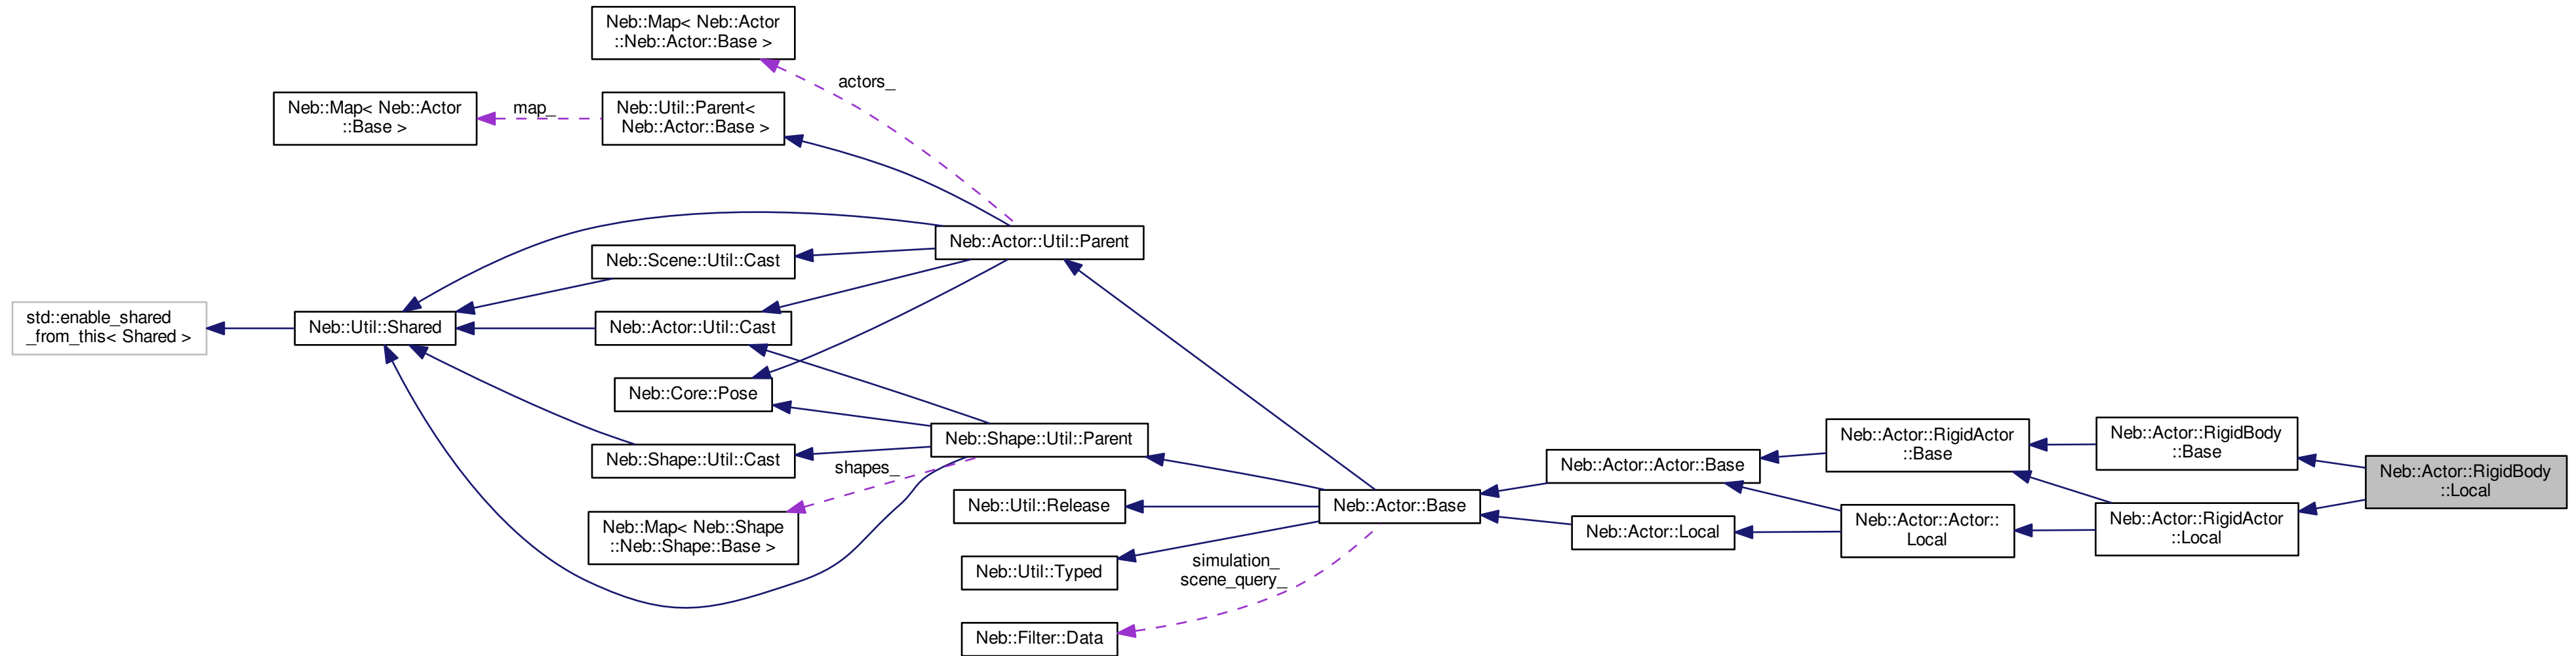 Neb::Map< Neb::Actor
::Neb::Actor::Base >
actors_
Neb::Map< Neb::Actor
::Base >
map_
Neb::Util::Parent<
Neb::Actor::Base >
Neb::Actor::Util::Parent
Neb::Scene::Util::Cast
std::enable_shared
_from_this< Shared >
Neb::Util::Shared
Neb::Actor::Util::Cast
Neb::Core::Pose
Neb::Shape::Util::Parent
Neb::Shape::Util::Cast
shapes_
Neb::Map< Neb::Shape
::Neb::Shape::Base >
Neb::Util::Release
Neb::Util::Typed
simulation_
scene_query_
Neb::Filter::Data
Neb::Actor::Base
Neb::Actor::Actor::Base
Neb::Actor::Local
Neb::Actor::RigidActor
::Base
Neb::Actor::Actor::
Local
Neb::Actor::RigidBody
::Base
Neb::Actor::RigidActor
::Local
Neb::Actor::RigidBody
::Local